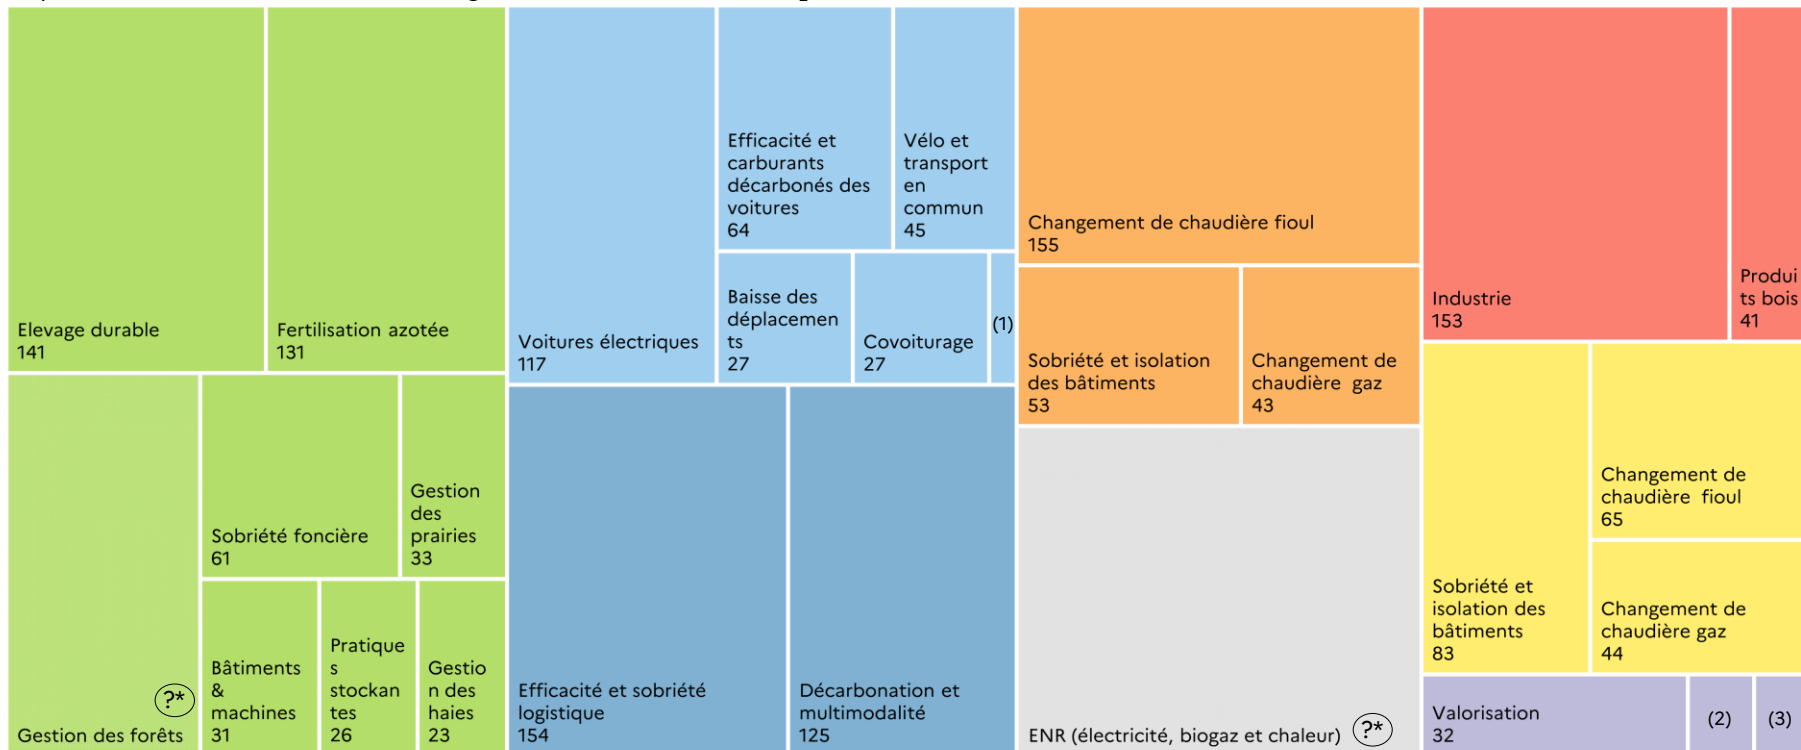 Elevage durable
141
Fertilisation azotée
131
Gestion des forêts
?*
Sobriété foncière
61
Gestion
des
prairies
33
Bâtiments
&
machines
31
Pratique
s
stockan
tes
26
Gestio
n des
haies
23
Voitures électriques
117
Efficacité et
carburants
décarbonés des
voitures
64
Vélo et
transport
en
commun
45
Baisse des
déplacemen
ts
27
Covoiturage
27
(1)
Efficacité et sobriété
logistique
154
Décarbonation et
multimodalité
125
Changement de chaudière fioul
155
Sobriété et isolation
des bâtiments
53
Changement de
chaudière gaz
43
ENR (électricité, biogaz et chaleur)
?*
Industrie
153
Produi
ts bois
41
Sobriété et
isolation des
bâtiments
83
Changement de
chaudière fioul
65
Changement de
chaudière gaz
44
Valorisation
32
(2)
(3)